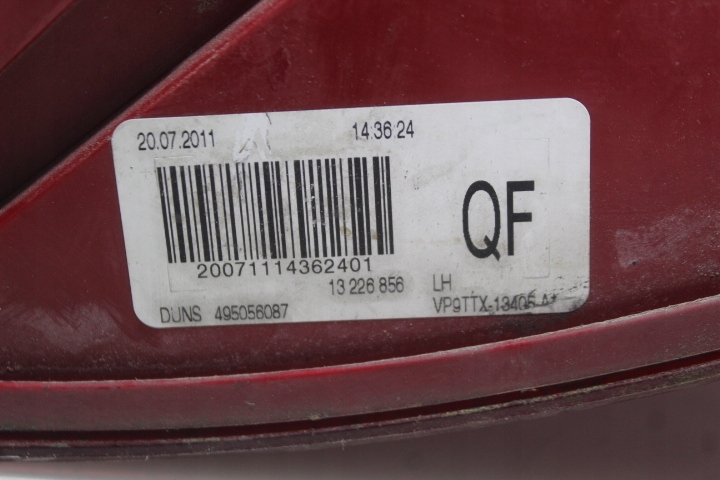 20.07.2011 14:36:24
QF
20071114362401
13 226 856 LH
DUNS 495056087 VP9TTX-13405-A*